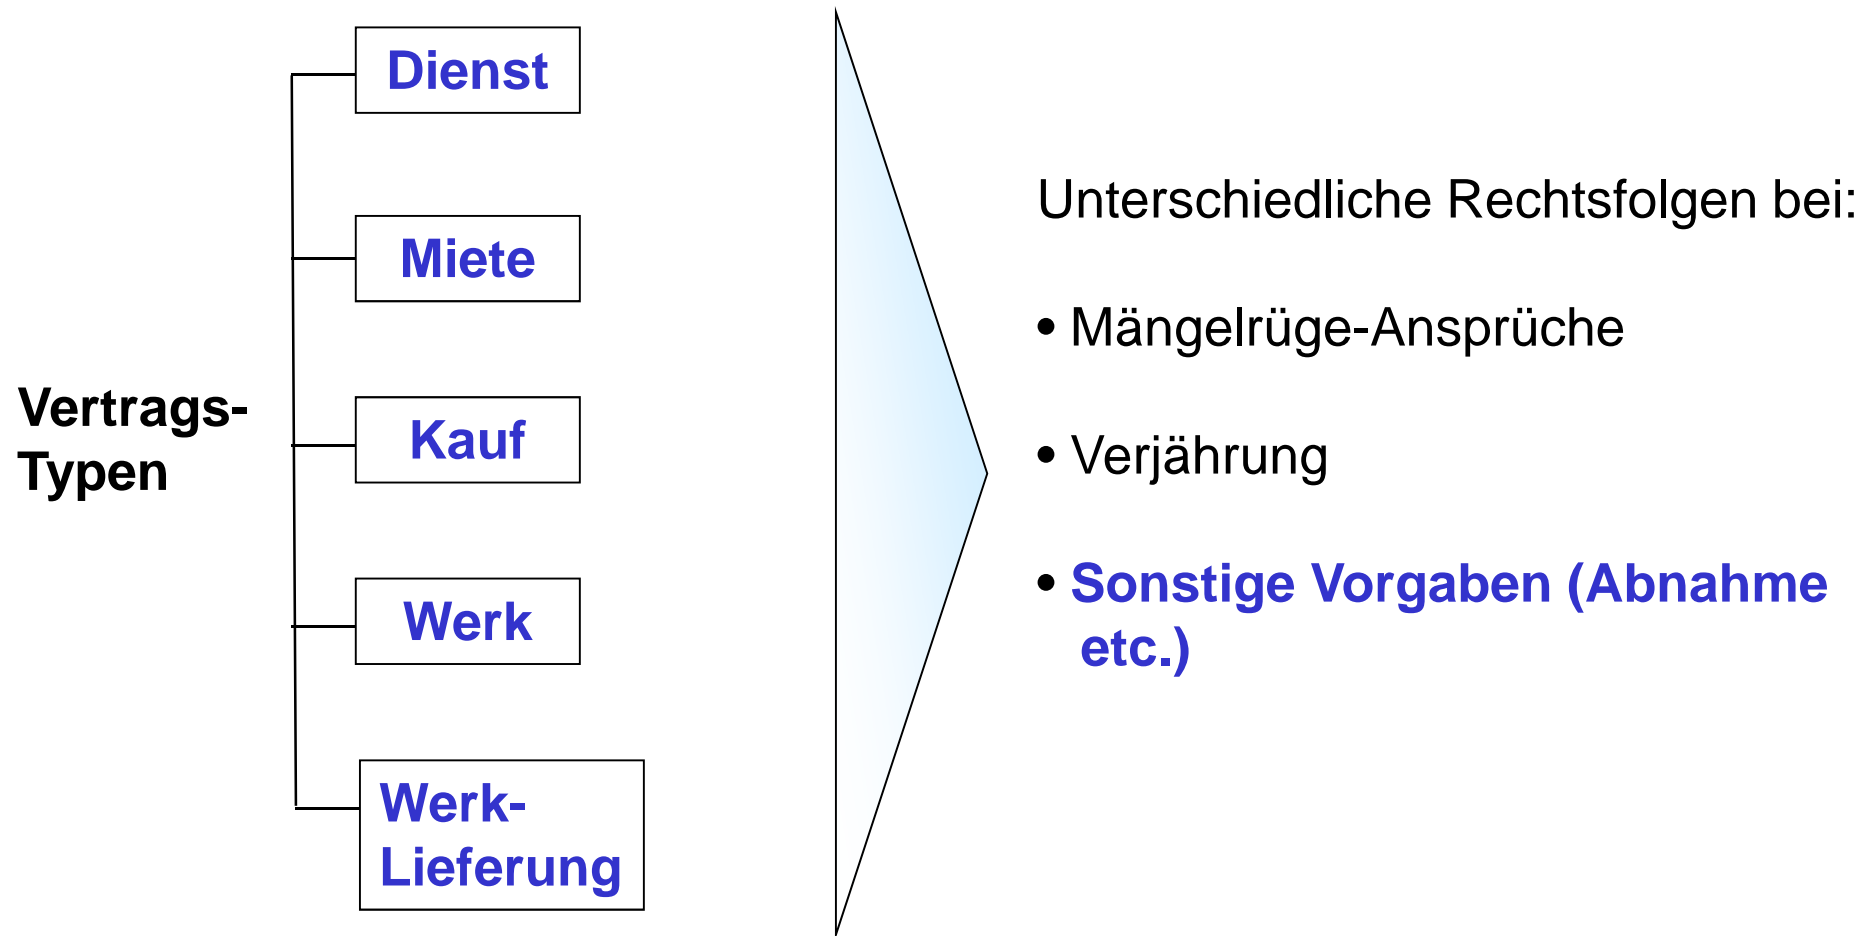 Vertrags-
Typen
Dienst
Miete
Kauf
Werk
Werk-
Lieferung
Unterschiedliche Rechtsfolgen bei:
• Mängelrüge-Ansprüche
• Verjährung
• Sonstige Vorgaben (Abnahme
etc.)